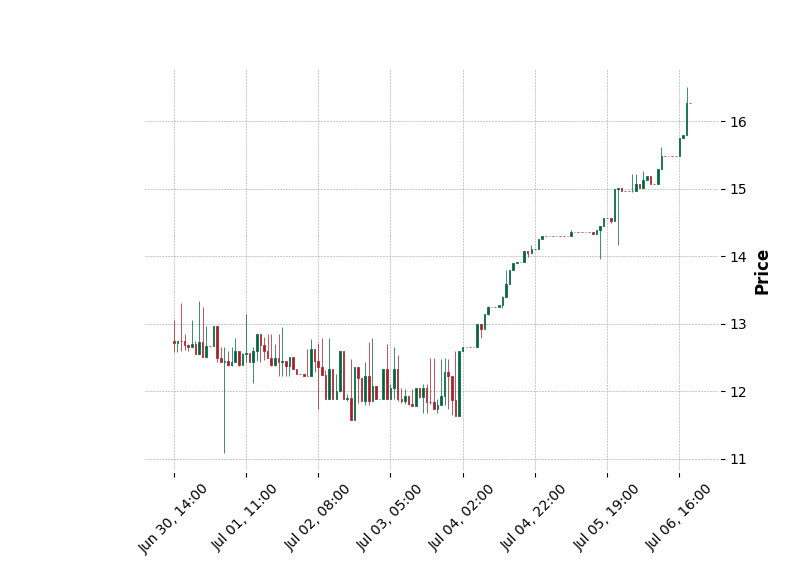 16
15
14
13
12
11
Price
Jun 30, 14:00
Jul 01, 11:00
Jul 02, 08:00
Jul 03, 05:00
Jul 04, 02:00
Jul 04, 22:00
Jul 05, 19:00
Jul 06, 16:00